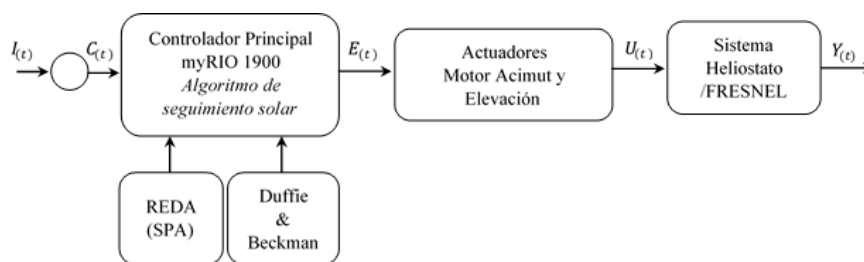 I(t)
C(t)
Controlador Principal
myRIO 1900
Algoritmo de
seguimiento solar
E(t)
Actuadores
Motor Acimut y
Elevación
U(t)
Sistema
Heliostato
/FRESNEL
Y(t)
REDA
(SPA)
Duffie
&
Beckman